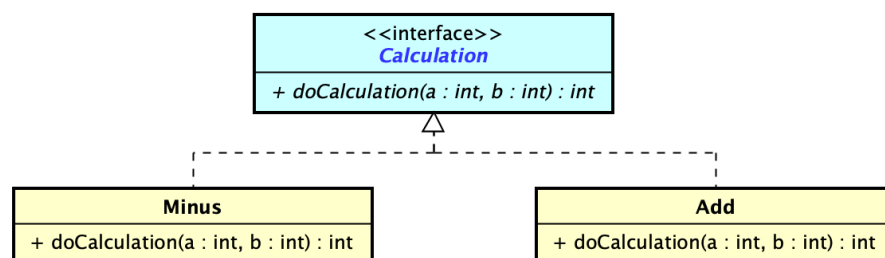 <<interface>>
Calculation
+ doCalculation(a : int, b : int) : int
Minus
+ doCalculation(a : int, b : int) : int
Add
+ doCalculation(a : int, b : int) : int